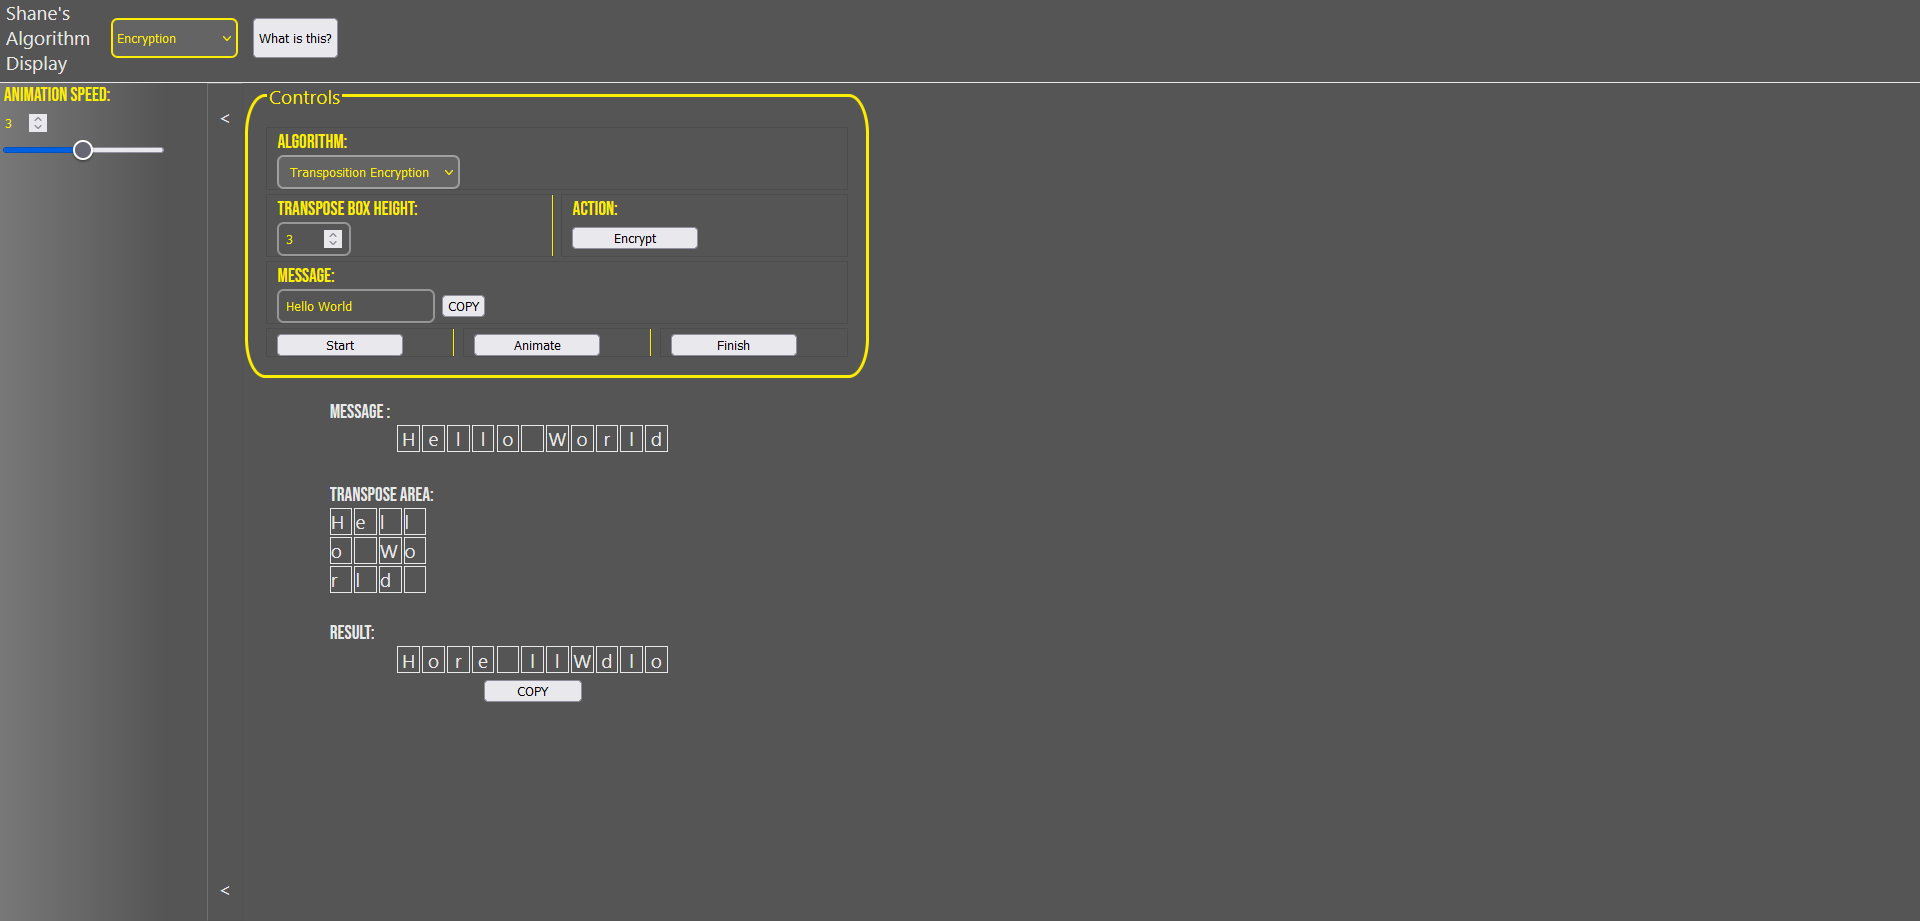 Shane's
Algorithm
Display
Encryption
What is this?
ANIMATION SPEED:
3
<
Controls
ALGORITHM:
Transposition Encryption
TRANSPOSE BOX HEIGHT:
3
ACTION:
Encrypt
MESSAGE:
Hello World
COPY
Start
Animate
Finish
MESSAGE :
H e l l o   W o r l d
TRANSPOSE AREA:
H e l l
o   W o
r l d
RESULT:
H o r e   l l W d l o
COPY
<